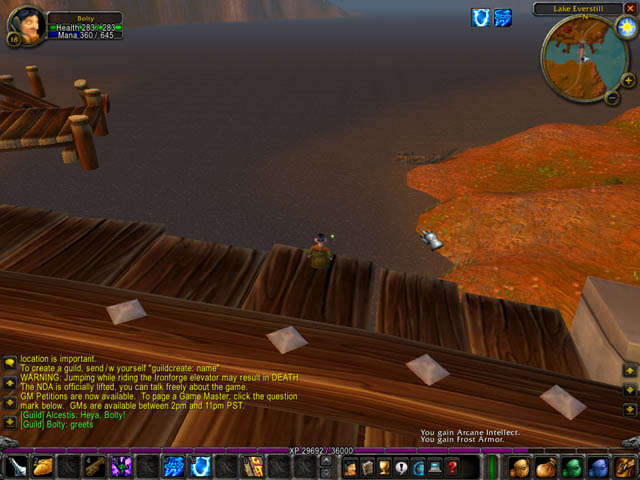 Bolty
Health 283 / 283
Mana 360 / 645
18
Lake Everstill
N
location is important.
To create a guild, send /w yourself "guildcreate: name"
WARNING: Jumping while riding the Ironforge elevator may result in DEATH
The NDA is officially lifted, you can talk freely about the game.
GM Petitions are now available.  To page a Game Master, click the question
mark below.  GMs are available between 2pm and 11pm PST.
[Guild] Alcestis: Heya, Bolty!
[Guild] Bolty: greets
You gain Arcane Intellect.
You gain Frost Armor.
XP 29692 / 36000